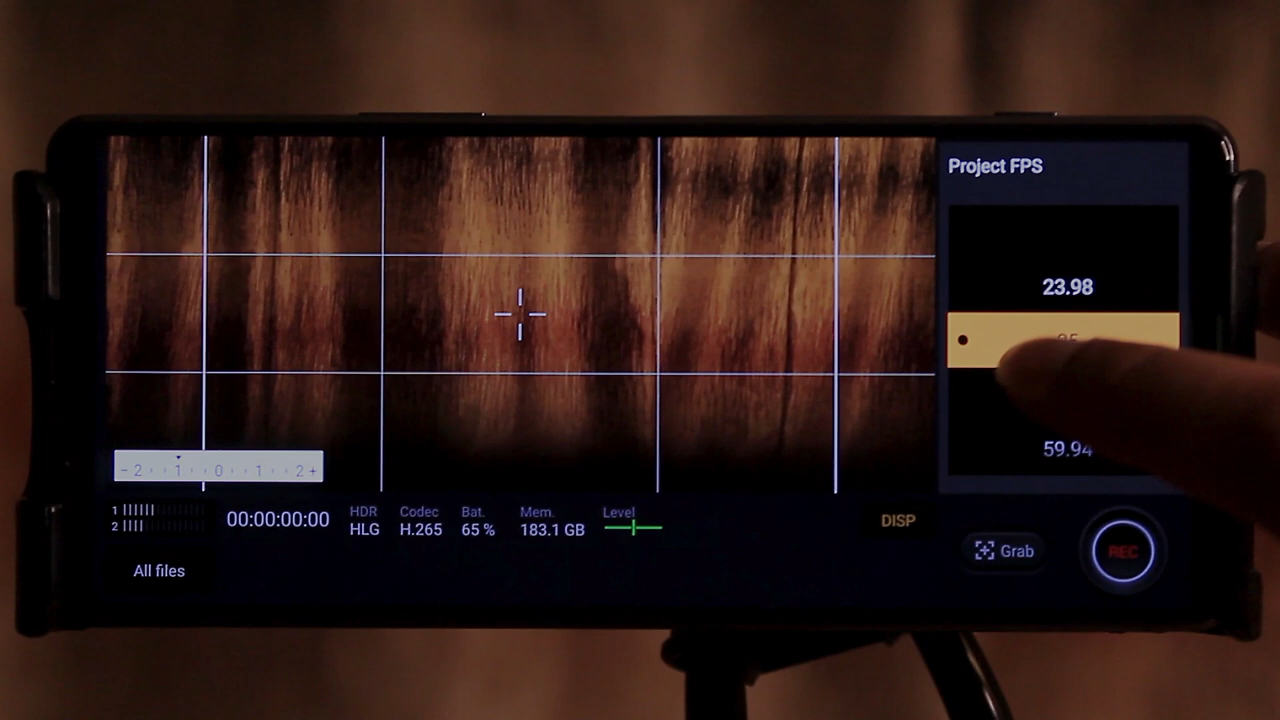 Project FPS
23.98
25
59.94
- 2 1 0 1 2 +
1
2
00:00:00:00
HDR
HLG
Codec
H.265
Bat.
65 %
Mem.
183.1 GB
Level
DISP
Grab
REC
All files